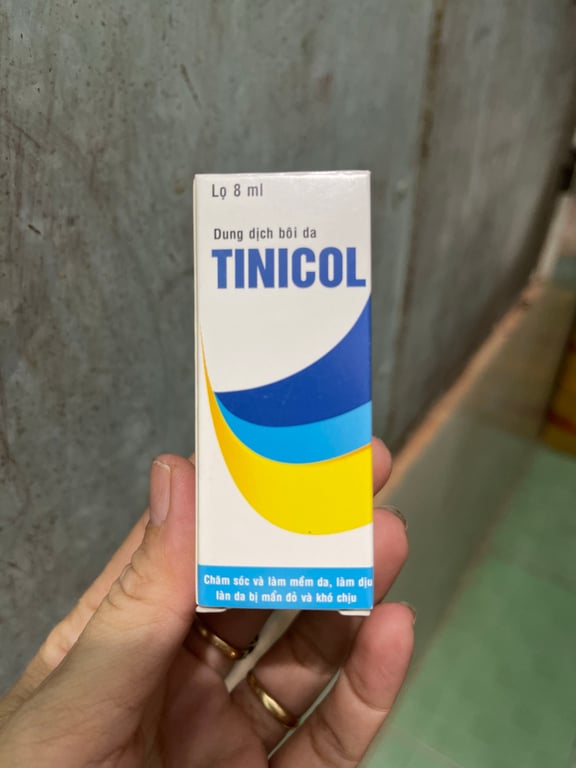 Lọ 8 ml
Dung dịch bôi da
TINICOL
Chăm sóc và làm mềm da, làm dịu
làn da bị mẩn đỏ và khó chịu